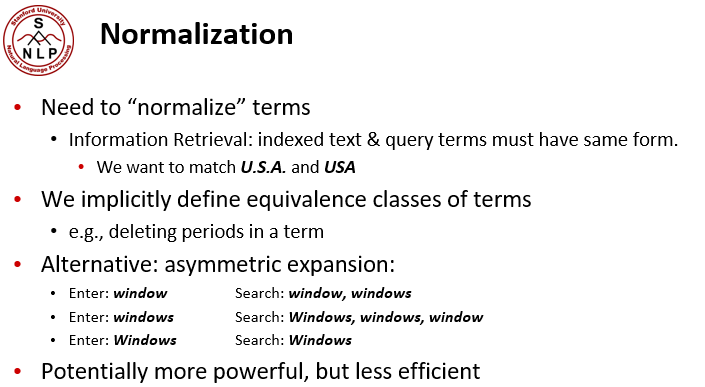 Stanford University
S
NLP
Natural Language Processing
Normalization
• Need to “normalize” terms
• Information Retrieval: indexed text & query terms must have same form.
• We want to match U.S.A. and USA
• We implicitly define equivalence classes of terms
• e.g., deleting periods in a term
• Alternative: asymmetric expansion:
• Enter: window Search: window, windows
• Enter: windows Search: Windows, windows, window
• Enter: Windows Search: Windows
• Potentially more powerful, but less efficient